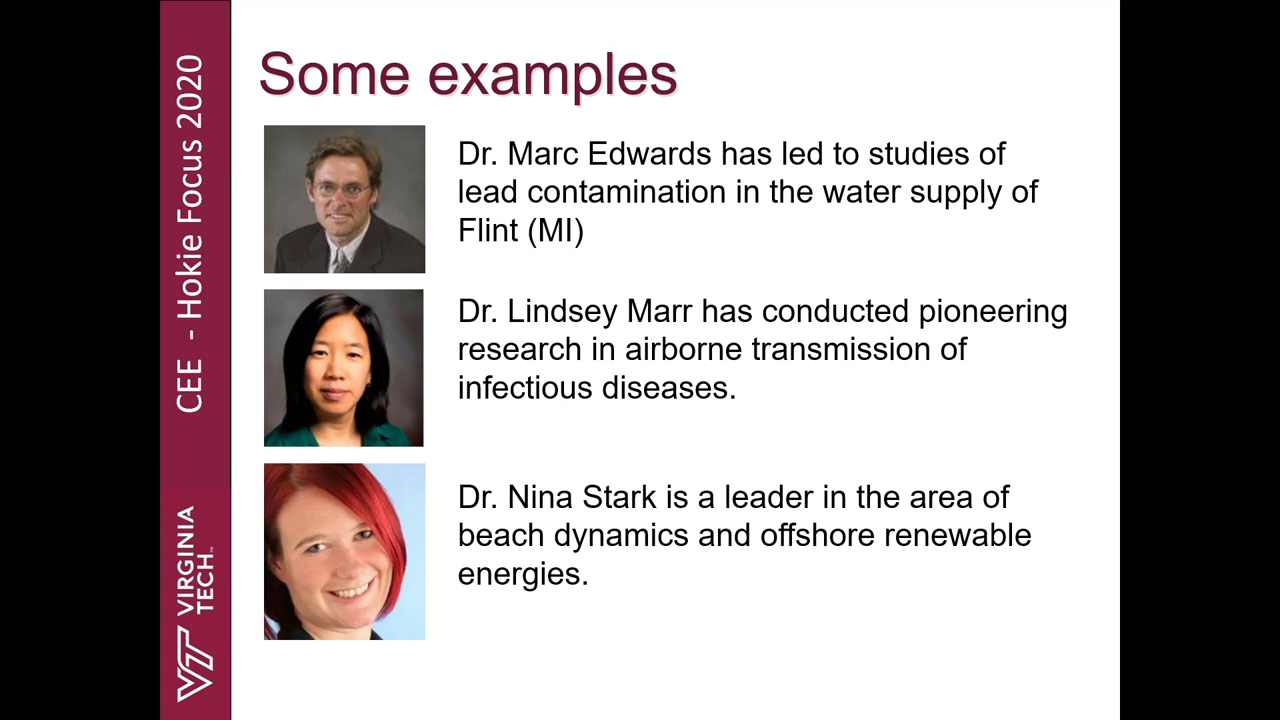 CEE - Hokie Focus 2020
VIRGINIA
TECH™
Some examples
Dr. Marc Edwards has led to studies of
lead contamination in the water supply of
Flint (MI)
Dr. Lindsey Marr has conducted pioneering
research in airborne transmission of
infectious diseases.
Dr. Nina Stark is a leader in the area of
beach dynamics and offshore renewable
energies.